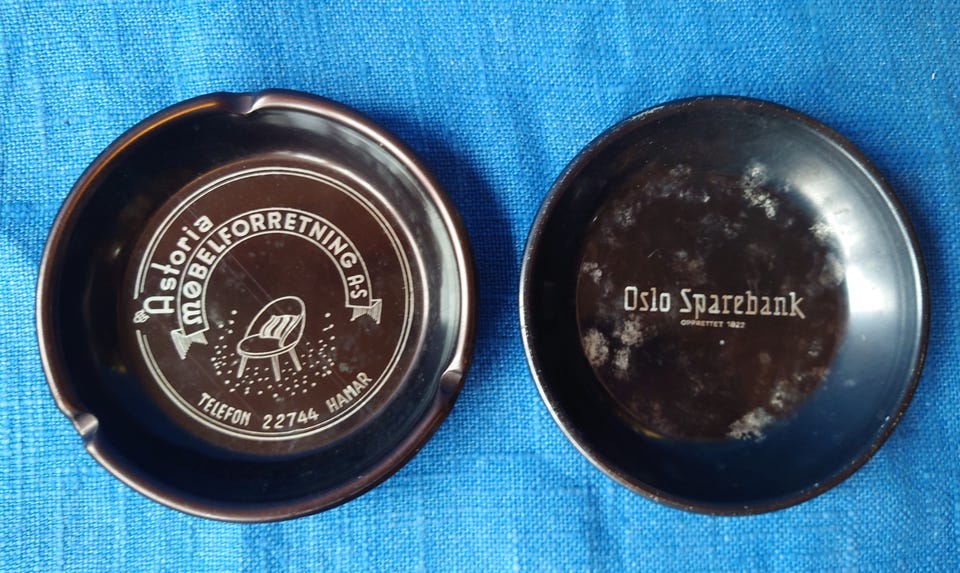 Astoria
MØBELFORRETNING A·S
TELEFON 22744 HAMAR
Oslo Sparebank
OPPRETTET 1822